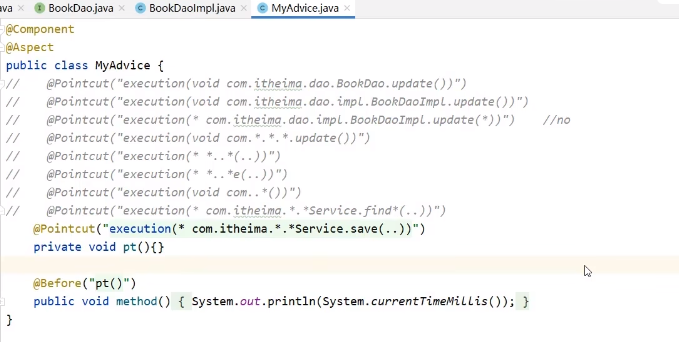 ava × BookDao.java × BookDaoImpl.java × MyAdvice.java ×
@Component
@Aspect
public class MyAdvice {
//    @Pointcut("execution(void com.itheima.dao.BookDao.update())")
//    @Pointcut("execution(void com.itheima.dao.impl.BookDaoImpl.update())")
//    @Pointcut("execution(* com.itheima.dao.impl.BookDaoImpl.update(*))")    //no
//    @Pointcut("execution(void com.*.*.*.update())")
//    @Pointcut("execution(* *..*(..))")
//    @Pointcut("execution(* *..*e(..))")
//    @Pointcut("execution(void com..*())")
//    @Pointcut("execution(* com.itheima.*.*Service.find*(..))")
    @Pointcut("execution(* com.itheima.*.*Service.save(..))")
    private void pt(){}
    @Before("pt()")
    public void method() { System.out.println(System.currentTimeMillis()); }
}